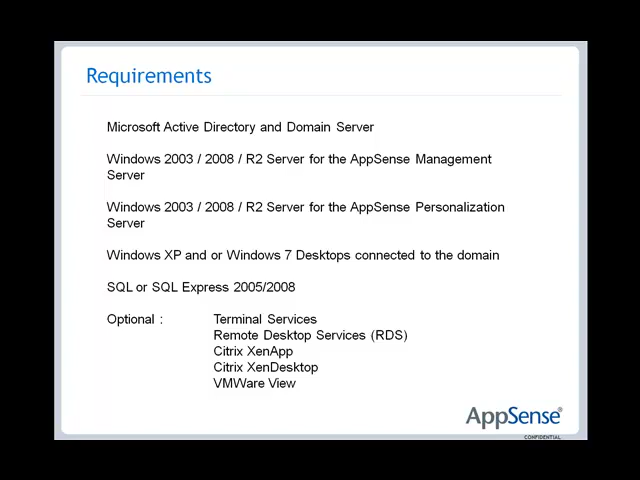 Requirements
Microsoft Active Directory and Domain Server
Windows 2003 / 2008 / R2 Server for the AppSense Management
Server
Windows 2003 / 2008 / R2 Server for the AppSense Personalization
Server
Windows XP and or Windows 7 Desktops connected to the domain
SQL or SQL Express 2005/2008
Optional : Terminal Services
Remote Desktop Services (RDS)
Citrix XenApp
Citrix XenDesktop
VMWare View
AppSense®
CONFIDENTIAL